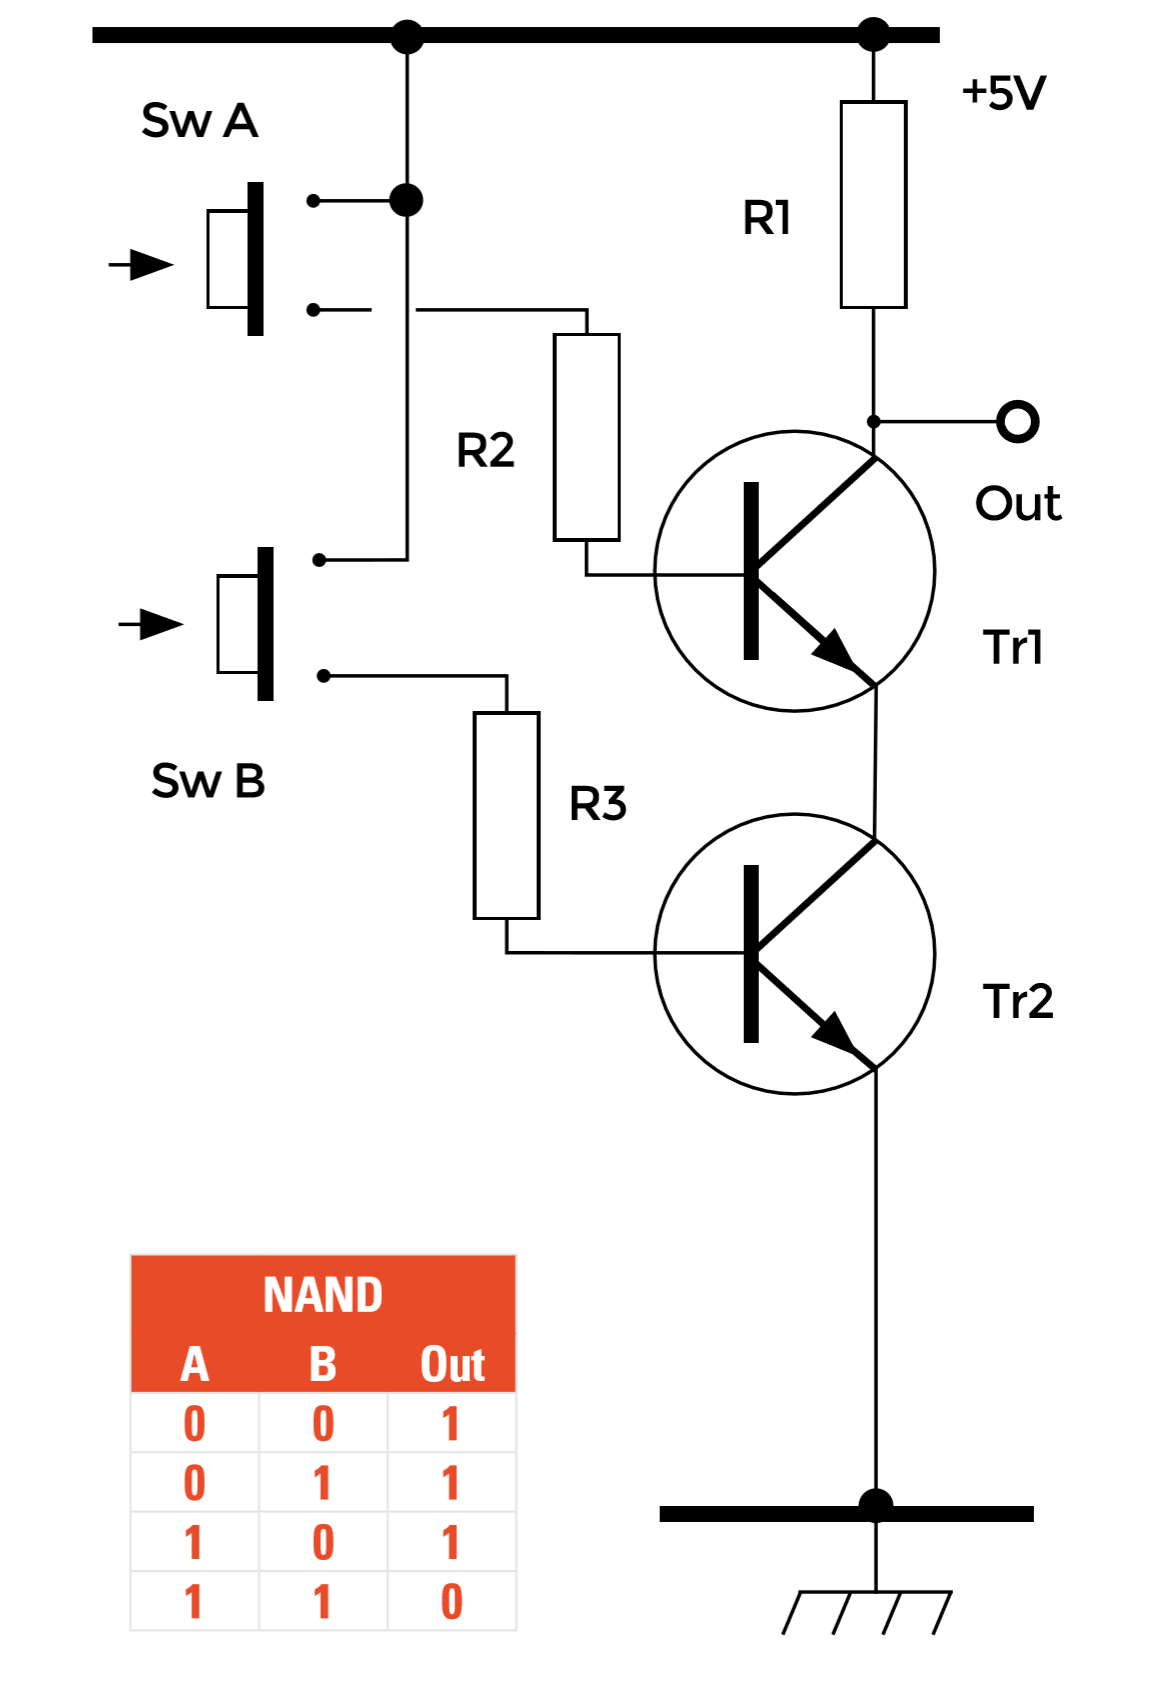 +5V
Sw A
R1
R2
Out
Tr1
Sw B
R3
Tr2
NAND
A B Out
0 0 1
0 1 1
1 0 1
1 1 0